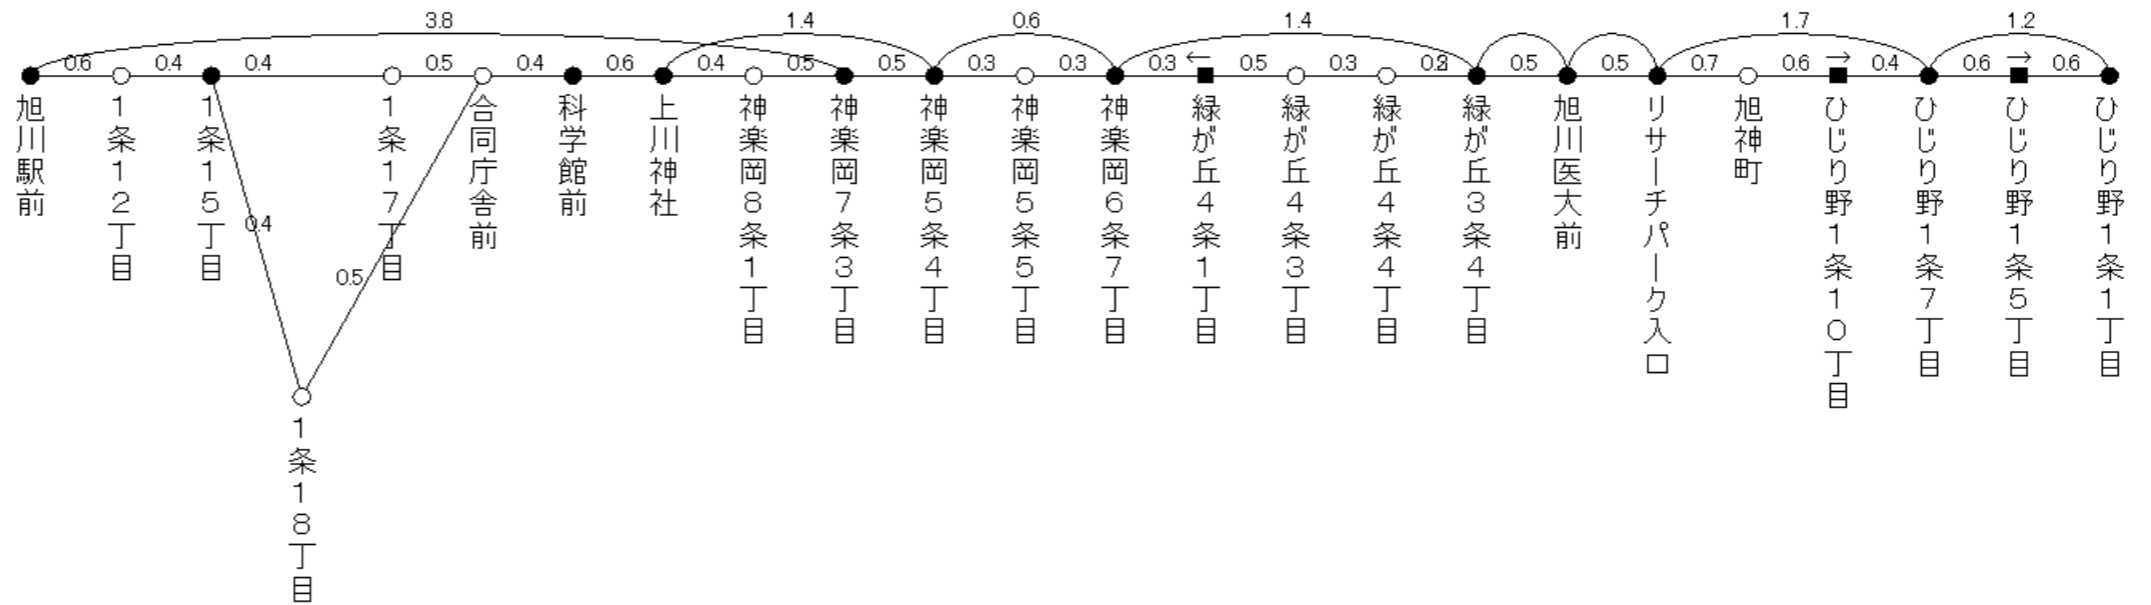 3.8
1.4
0.6
1.4
1.7
1.2
0.6
0.4
0.4
0.5
0.4
0.6
0.4
0.5
0.5
0.3
0.3
0.3
←
0.5
0.3
0.5
0.5
0.7
0.6
→
0.4
0.6
→
0.6
旭川駅前
1条12丁目
1条15丁目
1条17丁目
合同庁舎前
科学館前
上川神社
神楽岡8条1丁目
神楽岡7条3丁目
神楽岡5条4丁目
神楽岡5条5丁目
神楽岡6条7丁目
緑が丘4条1丁目
緑が丘4条3丁目
緑が丘4条4丁目
緑が丘3条4丁目
旭川医大前
リサーチパーク入口
旭神町
ひじり野1条10丁目
ひじり野1条7丁目
ひじり野1条5丁目
ひじり野1条1丁目
0.4
0.5
1条18丁目